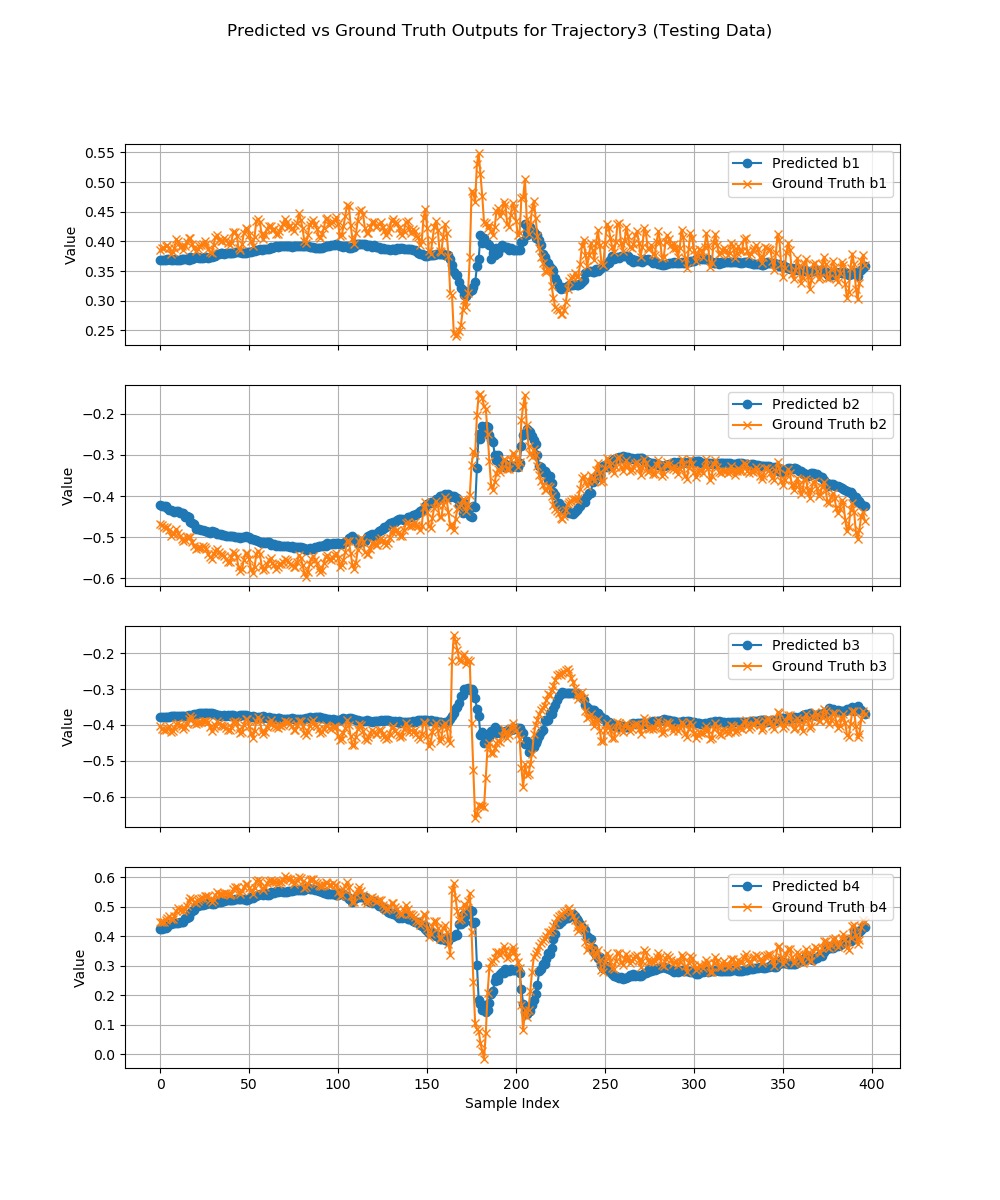 Predicted vs Ground Truth Outputs for Trajectory3 (Testing Data)
0.55
0.50
0.45
0.40
0.35
0.30
0.25
Value
Predicted b1
Ground Truth b1
−0.2
−0.3
−0.4
−0.5
−0.6
Value
Predicted b2
Ground Truth b2
−0.2
−0.3
−0.4
−0.5
−0.6
Value
Predicted b3
Ground Truth b3
0.6
0.5
0.4
0.3
0.2
0.1
0.0
Value
Predicted b4
Ground Truth b4
0 50 100 150 200 250 300 350 400
Sample Index